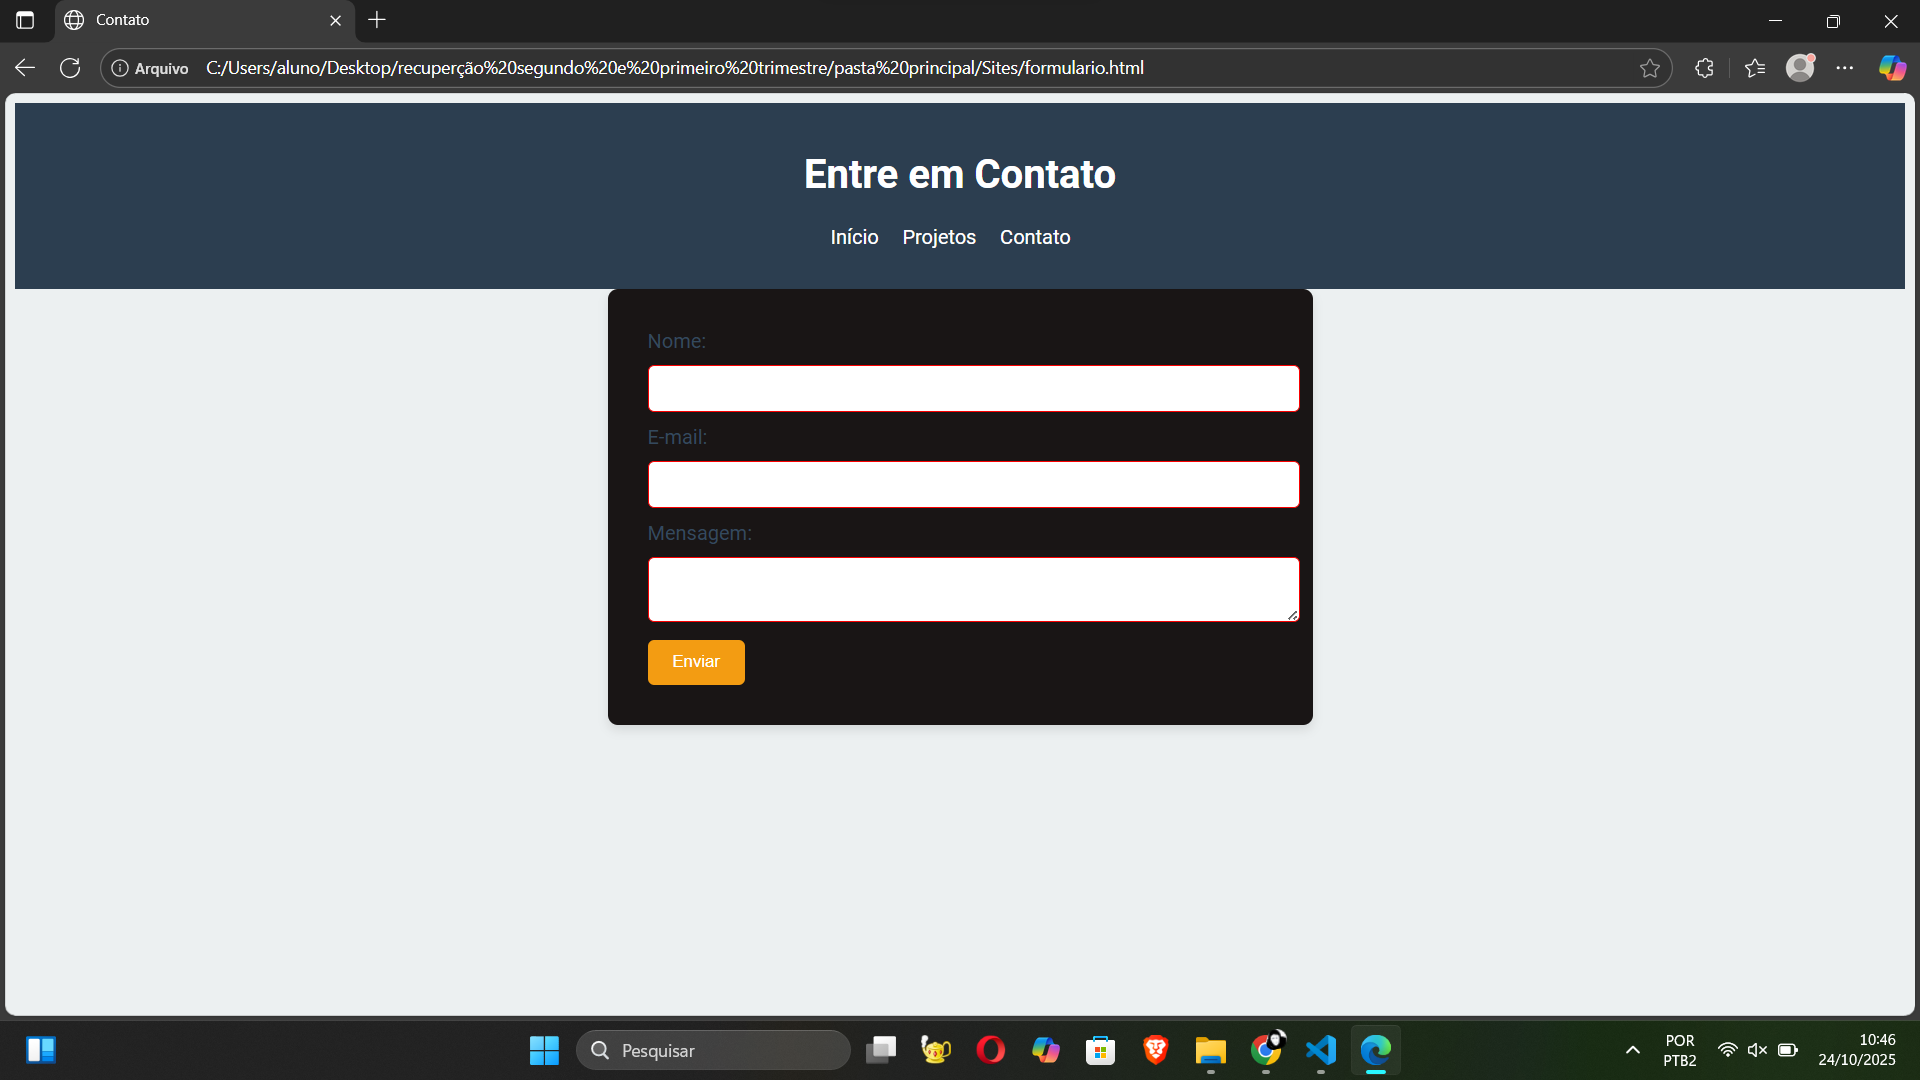 Contato
Arquivo C:/Users/aluno/Desktop/recuperção%20segundo%20e%20primeiro%20trimestre/pasta%20principal/Sites/formulario.html
Entre em Contato
Início Projetos Contato
Nome:
E-mail:
Mensagem:
Enviar
Pesquisar
POR
PTB2
10:46
24/10/2025